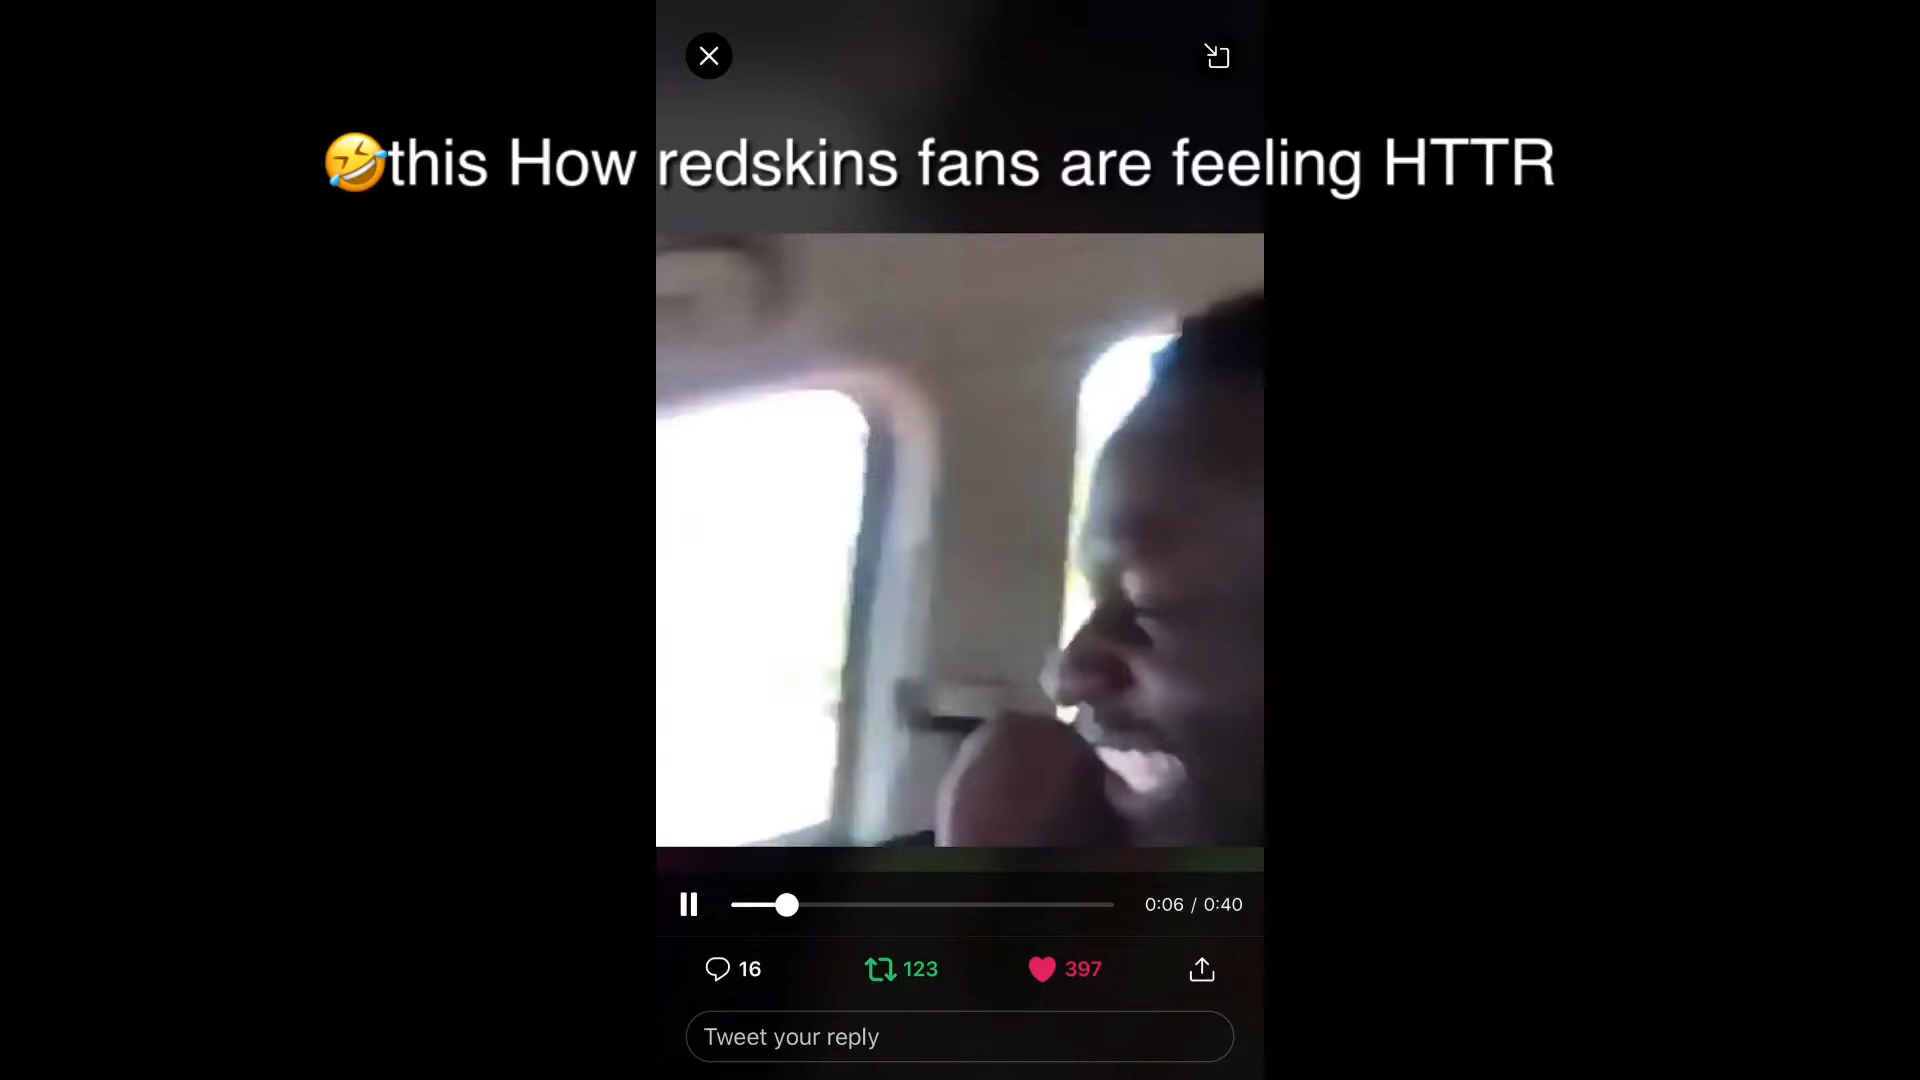 🤣this How redskins fans are feeling HTTR
0:06 / 0:40
16
123
397
Tweet your reply